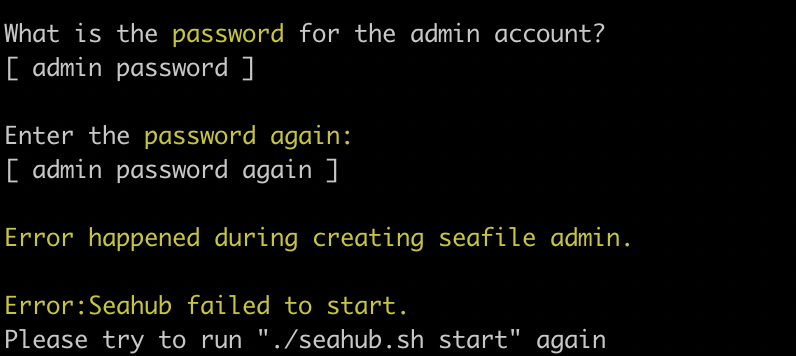 What is the password for the admin account?
[ admin password ]
Enter the password again:
[ admin password again ]
Error happened during creating seafile admin.
Error:Seahub failed to start.
Please try to run "./seahub.sh start" again